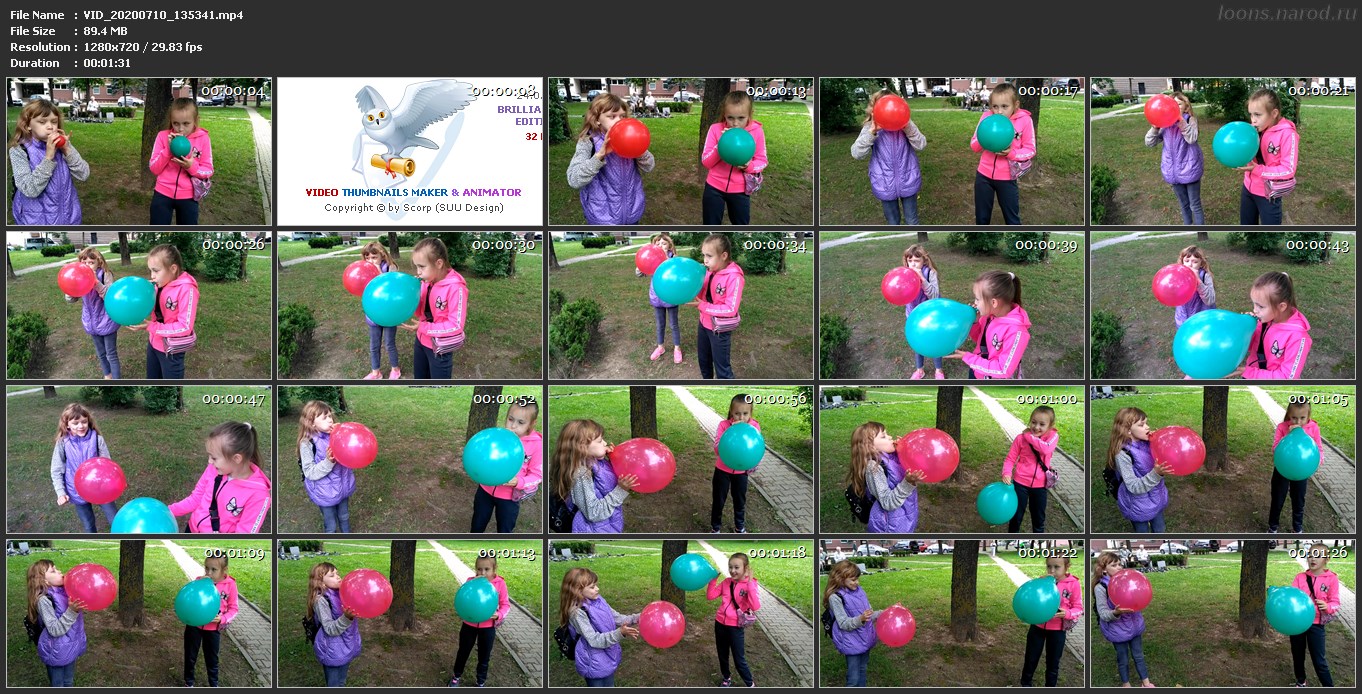 File Name : VID_20200710_135341.mp4
loons.narod.ru
File Size : 89.4 MB
Resolution : 1280x720 / 29.83 fps
Duration : 00:01:31
00:00:04
00:00:08
BRILLIA
EDITI
32
VIDEO THUMBNAILS MAKER & ANIMATOR
Copyright © by Scorp (SUU Design)
00:00:13
00:00:17
00:00:21
00:00:26
00:00:30
00:00:34
00:00:39
00:00:43
00:00:47
00:00:52
00:00:56
00:01:00
00:01:05
00:01:09
00:01:13
00:01:18
00:01:22
00:01:26